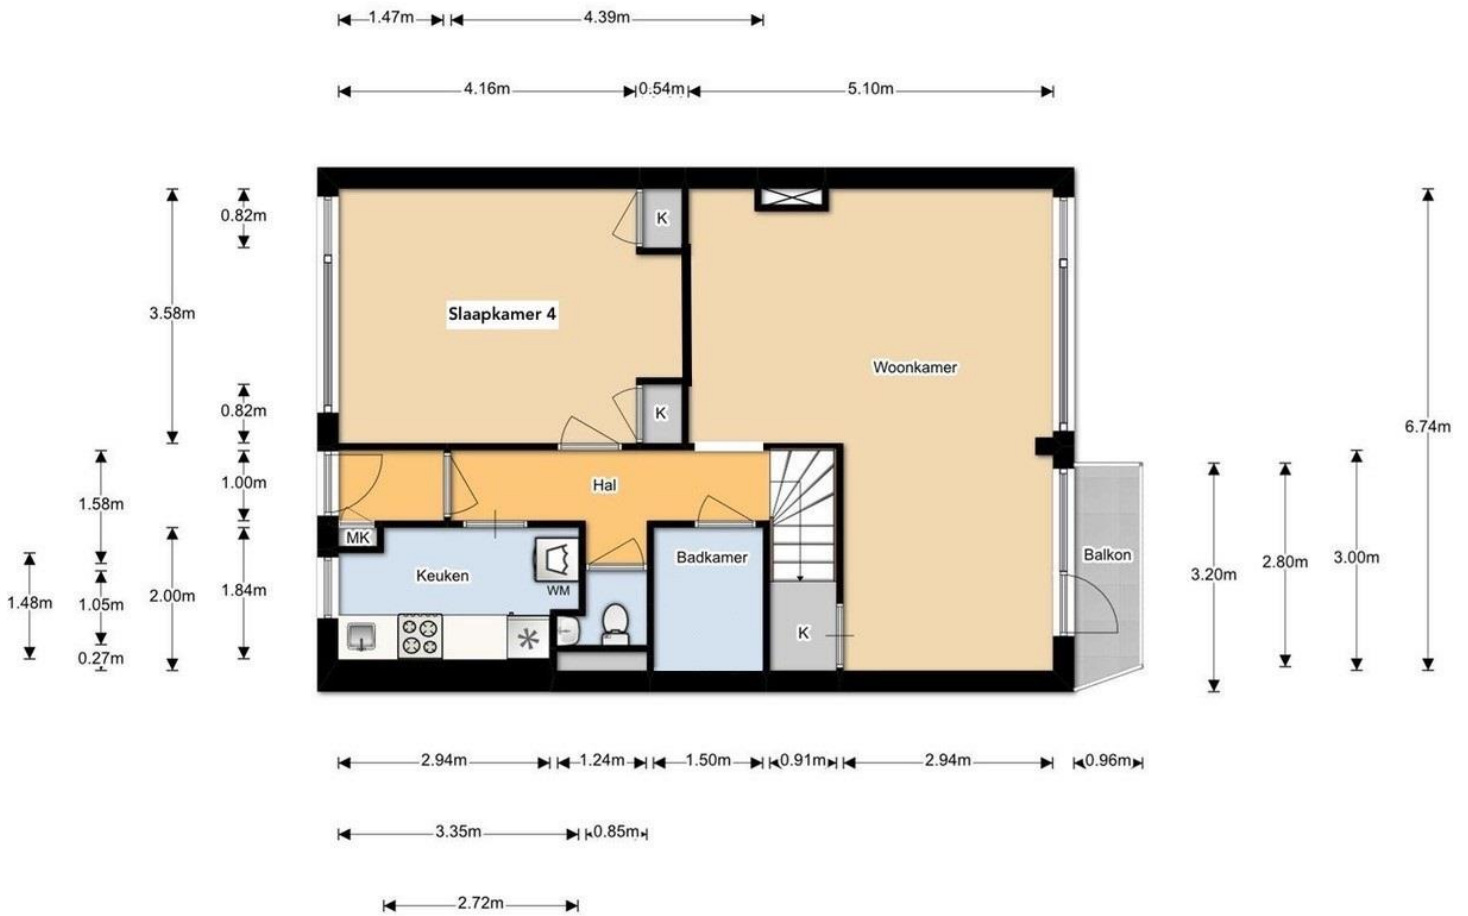 1.47m
4.39m
4.16m
0.54m
5.10m
0.82m
K
3.58m
Slaapkamer 4
Woonkamer
0.82m
K
6.74m
1.58m
1.00m
Hal
MK
Badkamer
Balkon
3.00m
2.80m
3.20m
Keuken
WM
1.48m
1.05m
2.00m
1.84m
K
0.27m
2.94m
1.24m
1.50m
0.91m
2.94m
0.96m
3.35m
0.85m
2.72m